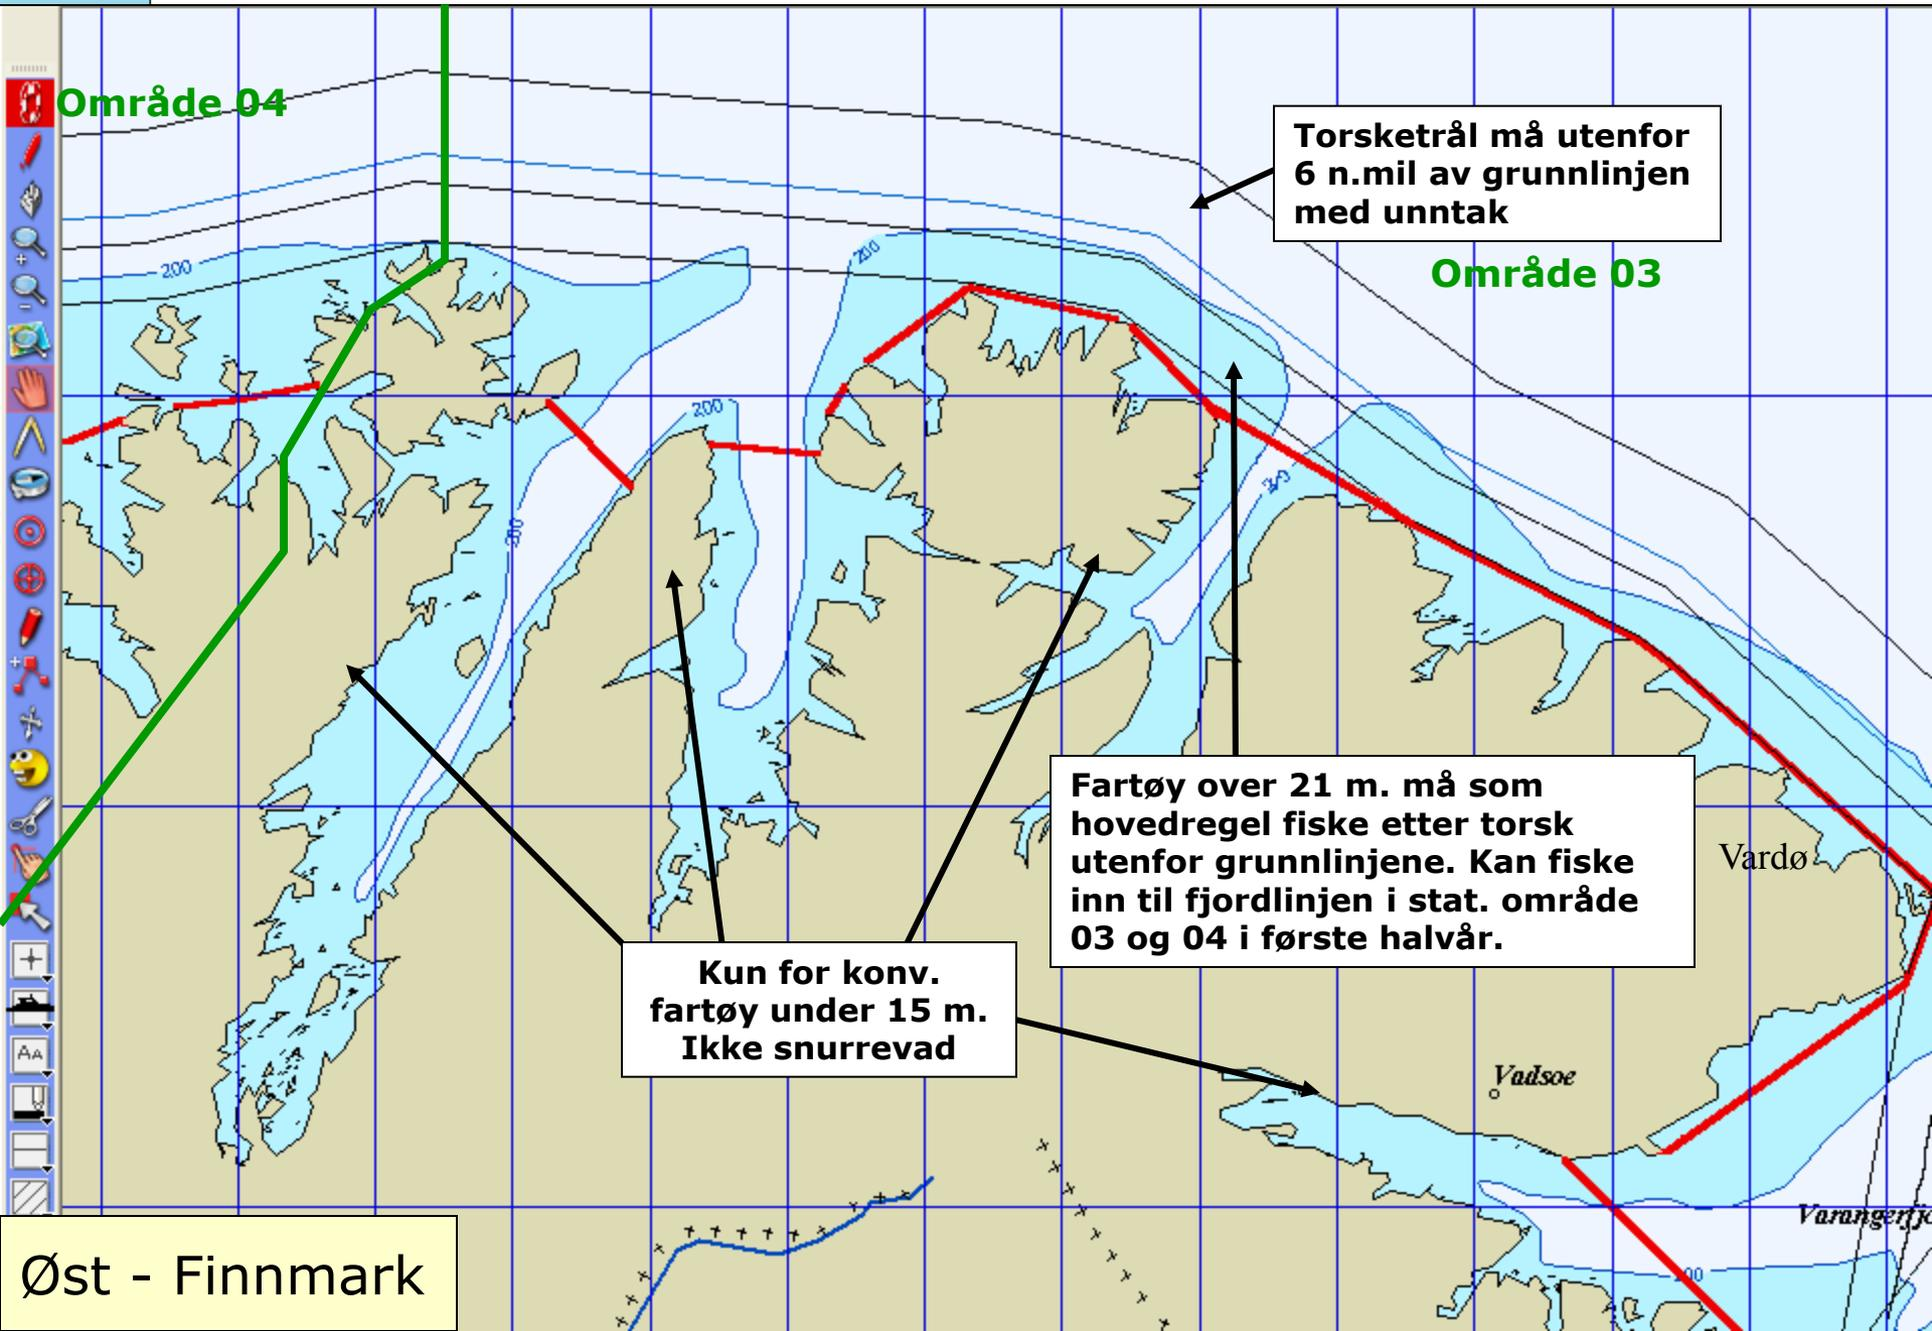 Område 04
Torsketrål må utenfor
6 n.mil av grunnlinjen
med unntak
Område 03
200
200
200
200
Fartøy over 21 m. må som
hovedregel fiske etter torsk
utenfor grunnlinjene. Kan fiske
inn til fjordlinjen i stat. område
03 og 04 i første halvår.
Vardø
Kun for konv.
fartøy under 15 m.
Ikke snurrevad
AA
Vadsoe
Øst - Finnmark